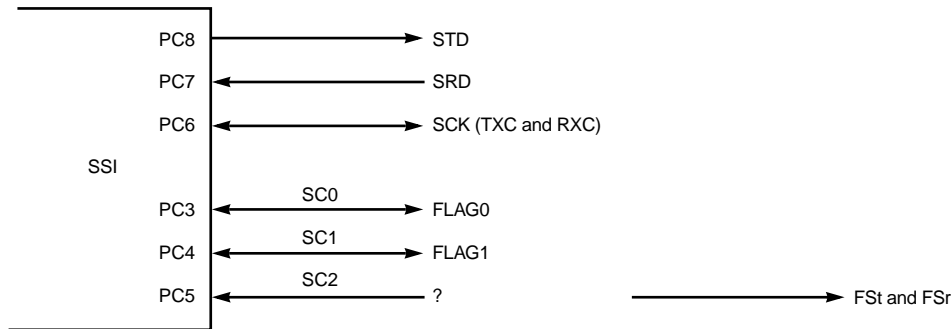 PC8 STD
PC7 SRD
PC6 SCK (TXC and RXC)
SSI
SC0
PC3 FLAG0
SC1
PC4 FLAG1
SC2
PC5 ? FSt and FSr